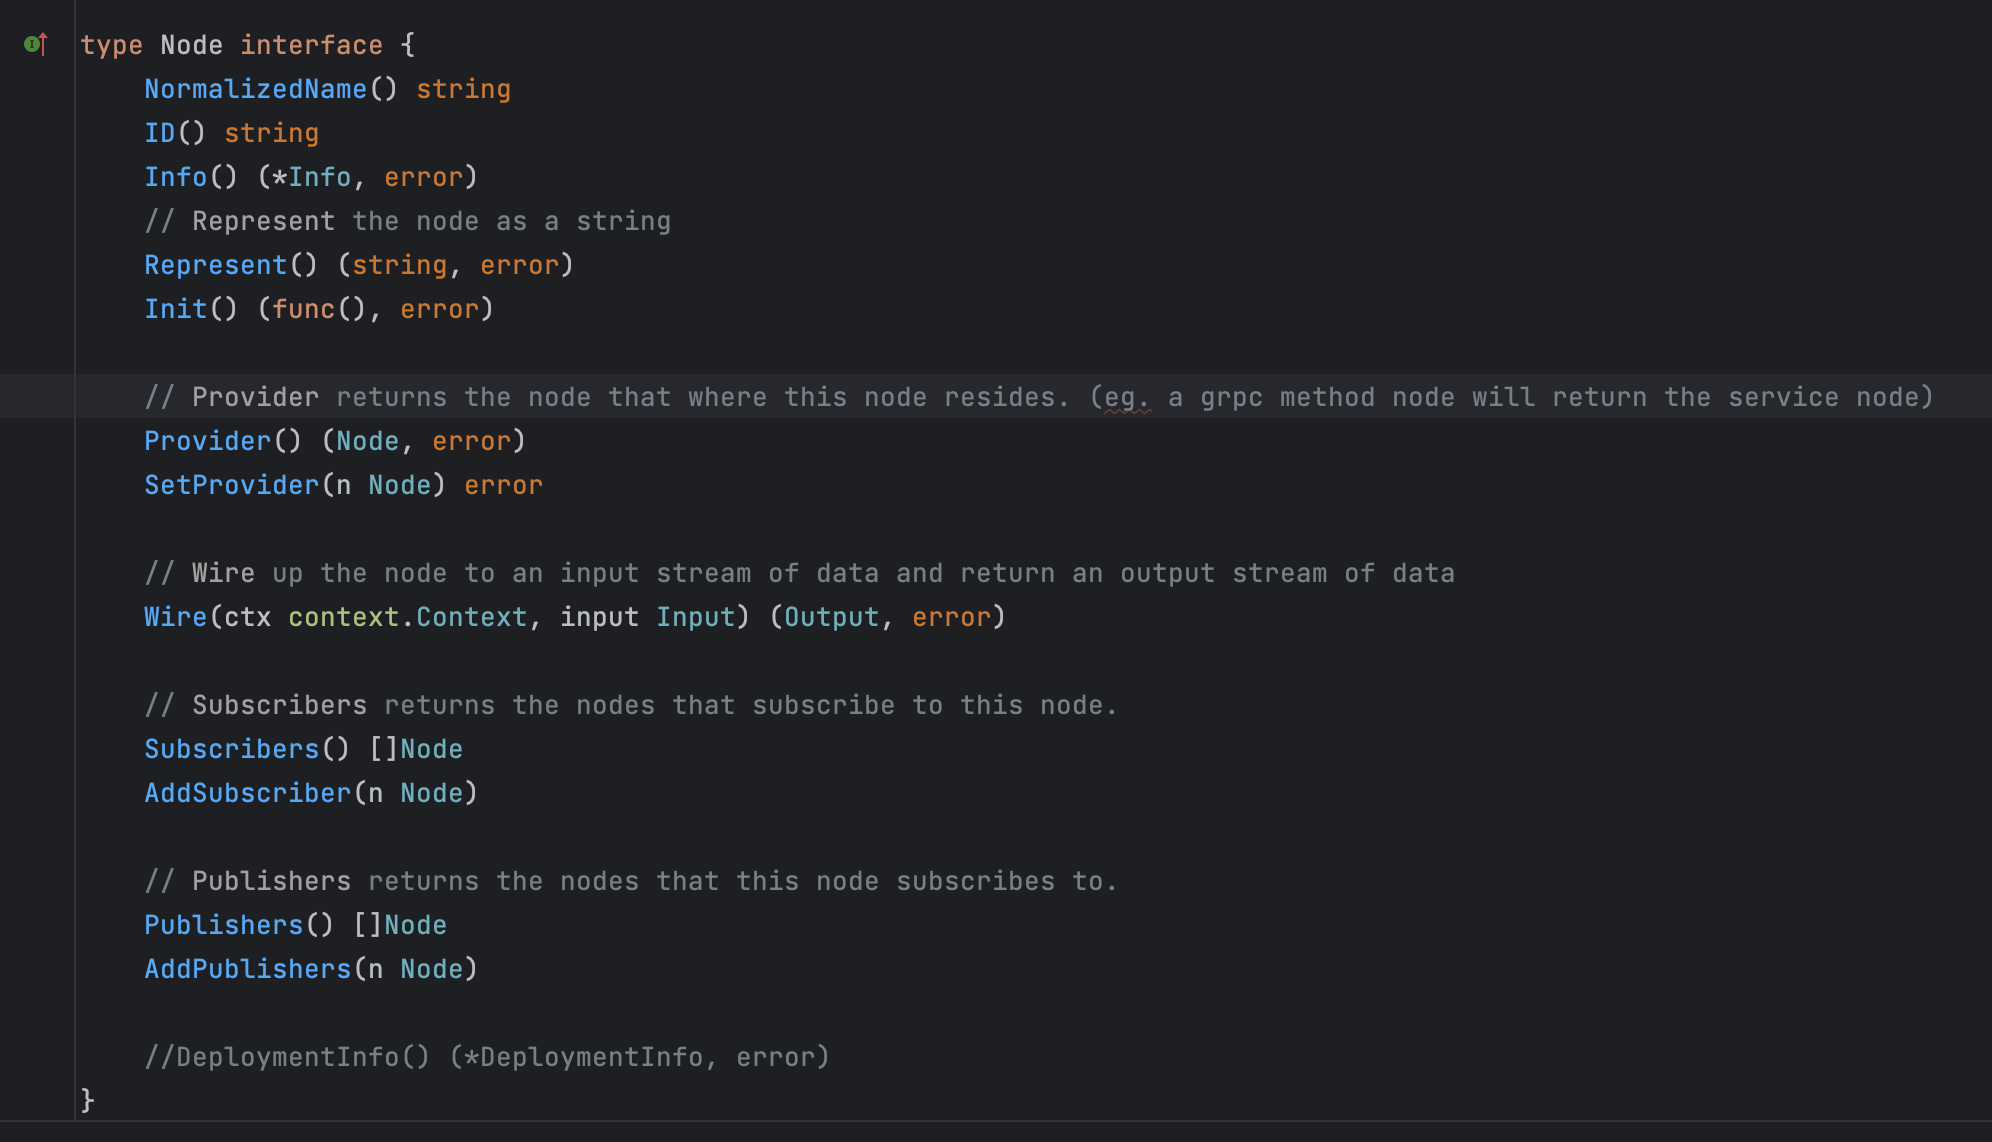 type Node interface {
    NormalizedName() string
    ID() string
    Info() (*Info, error)
    // Represent the node as a string
    Represent() (string, error)
    Init() (func(), error)

    // Provider returns the node that where this node resides. (eg. a grpc method node will return the service node)
    Provider() (Node, error)
    SetProvider(n Node) error

    // Wire up the node to an input stream of data and return an output stream of data
    Wire(ctx context.Context, input Input) (Output, error)

    // Subscribers returns the nodes that subscribe to this node.
    Subscribers() []Node
    AddSubscriber(n Node)

    // Publishers returns the nodes that this node subscribes to.
    Publishers() []Node
    AddPublishers(n Node)

    //DeploymentInfo() (*DeploymentInfo, error)
}